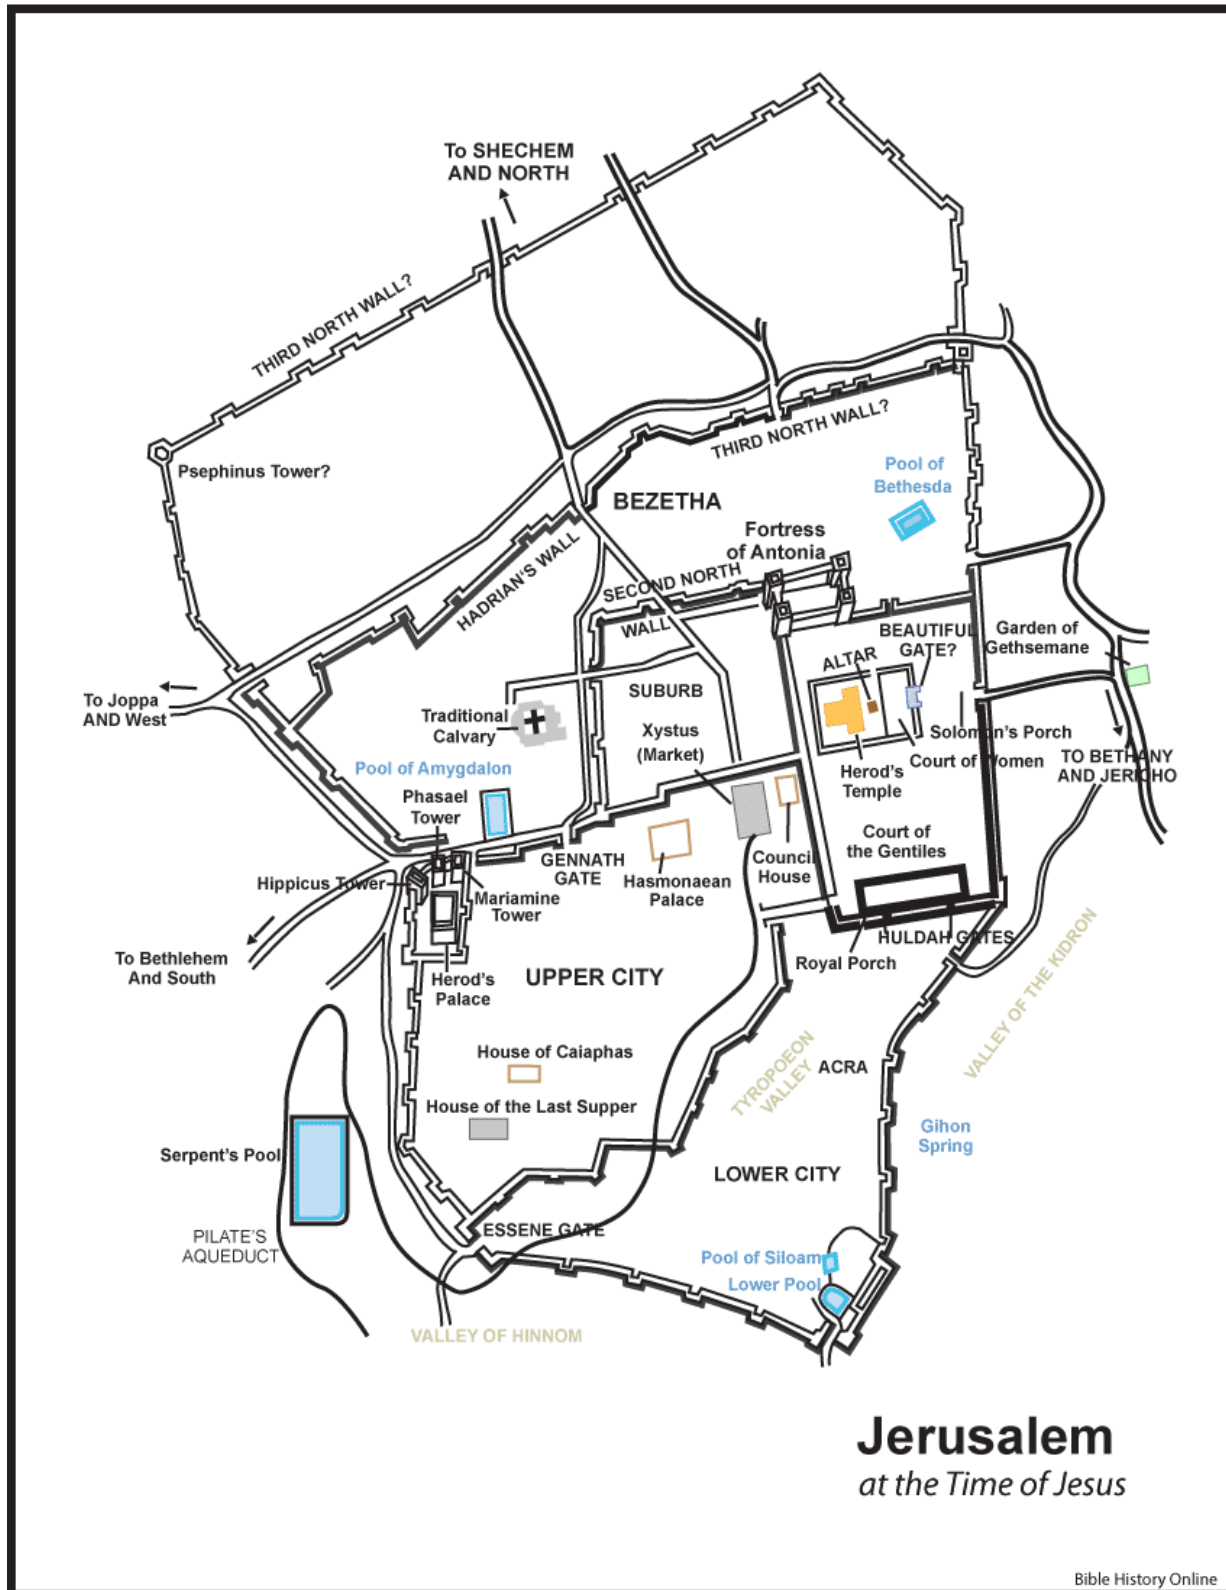 To SHECHEM
AND NORTH
THIRD NORTH WALL?
THIRD NORTH WALL?
Psephinus Tower?
Pool of
Bethesda
BEZETHA
Fortress
of Antonia
HADRIAN'S WALL
SECOND NORTH
WALL
BEAUTIFUL
GATE?
Garden of
Gethsemane
ALTAR
To Joppa
AND West
SUBURB
Traditional
Calvary
Xystus
(Market)
Solomon's Porch
Court of Women
TO BETHANY
AND JERICHO
Herod's
Temple
Pool of Amygdalon
Phasael
Tower
Court of
the Gentiles
GENNATH
GATE
Council
House
Hippicus Tower
Hasmonaean
Palace
Mariamine
Tower
HULDAH GATES
Royal Porch
To Bethlehem
And South
Herod's
Palace
UPPER CITY
VALLEY OF THE KIDRON
House of Caiaphas
TYROPOEON
VALLEY
ACRA
House of the Last Supper
Gihon
Spring
Serpent's Pool
LOWER CITY
PILATE'S
AQUEDUCT
ESSENE GATE
Pool of Siloam
Lower Pool
VALLEY OF HINNOM
Jerusalem
at the Time of Jesus
Bible History Online